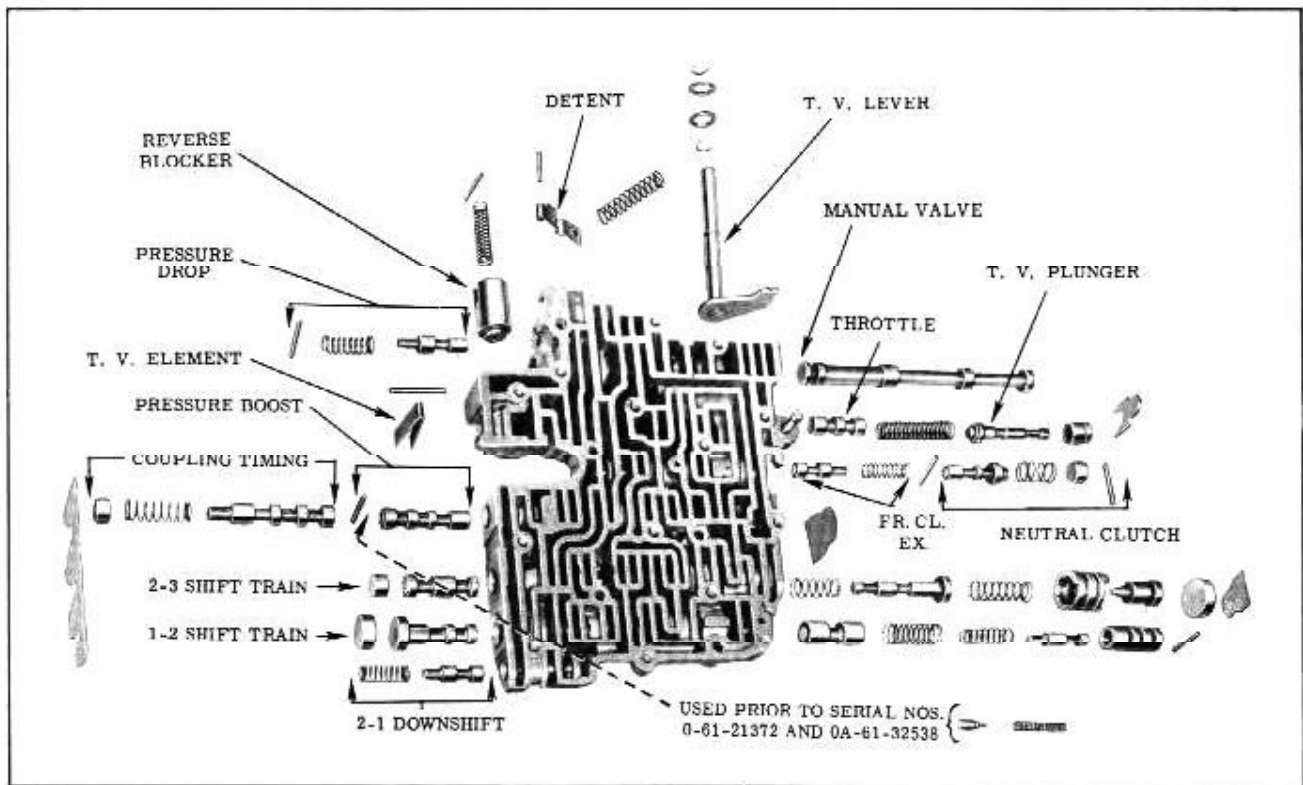 DETENT
T. V. LEVER
REVERSE
BLOCKER
MANUAL VALVE
PRESSURE
DROP
T. V. PLUNGER
THROTTLE
T. V. ELEMENT
PRESSURE BOOST
COUPLING TIMING
FR. CL.
EX.
NEUTRAL CLUTCH
2-3 SHIFT TRAIN
1-2 SHIFT TRAIN
2-1 DOWNSHIFT
USED PRIOR TO SERIAL NOS.
0-61-21372 AND 0A-61-32538